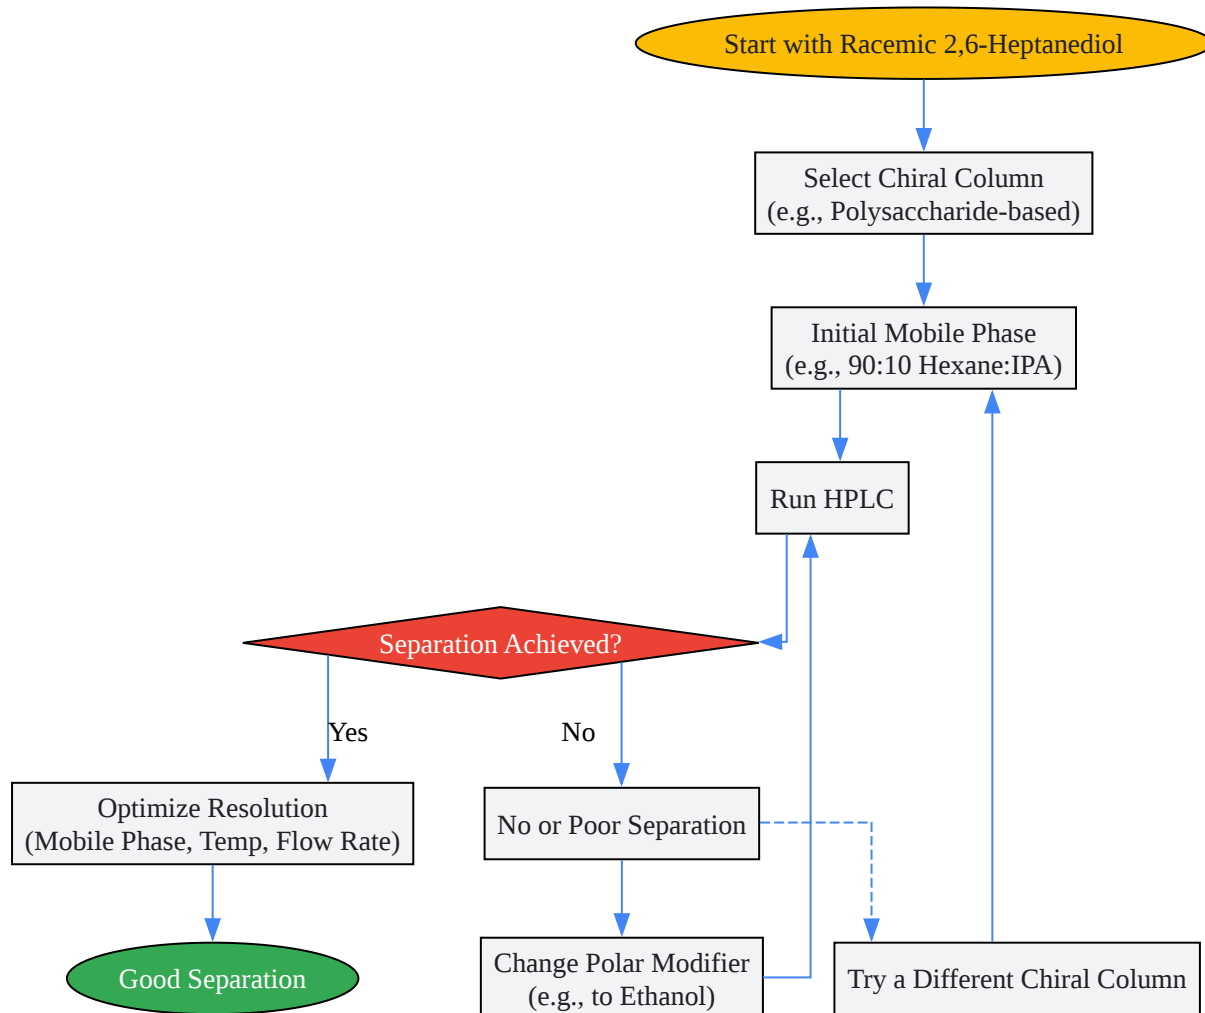 Start with Racemic 2,6-Heptanediol
Select Chiral Column
(e.g., Polysaccharide-based)
Initial Mobile Phase
(e.g., 90:10 Hexane:IPA)
Run HPLC
Separation Achieved?
Yes
No
Optimize Resolution
(Mobile Phase, Temp, Flow Rate)
No or Poor Separation
Good Separation
Change Polar Modifier
(e.g., to Ethanol)
Try a Different Chiral Column